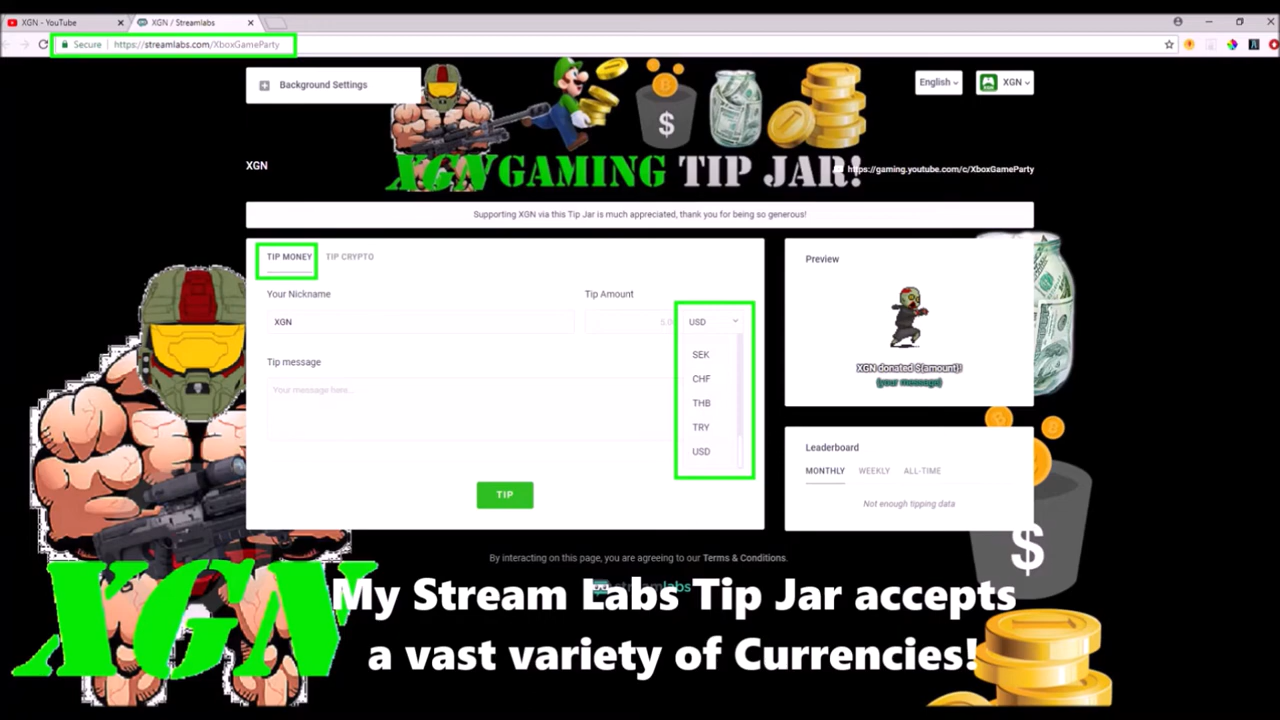 XGN - YouTube
XGN / Streamlabs
Secure
https://streamlabs.com/XboxGameParty
Background Settings
English
XGN
$
XGN
XGN GAMING TIP JAR!
https://gaming.youtube.com/c/XboxGameParty
Supporting XGN via this Tip Jar is much appreciated, thank you for being so generous!
TIP MONEY
TIP CRYPTO
Your Nickname
Tip Amount
XGN
5.00
USD
SEK
CHF
THB
TRY
USD
Tip message
Your message here...
TIP
Preview
XGN donated ${amount}!
{your message}
Leaderboard
MONTHLY
WEEKLY
ALL-TIME
Not enough tipping data
By interacting on this page, you are agreeing to our Terms & Conditions.
streamlabs
$
XGN
My Stream Labs Tip Jar accepts
a vast variety of Currencies!